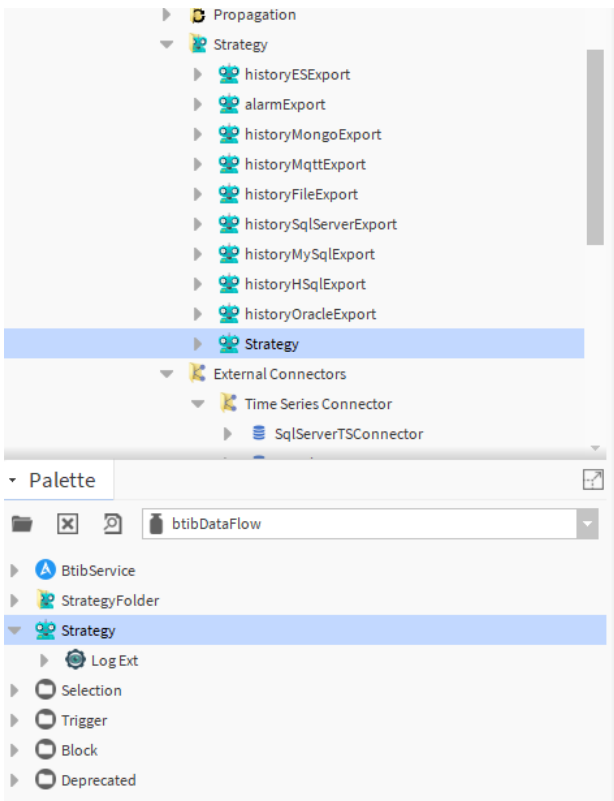 Propagation
Strategy
historyESExport
alarmExport
historyMongoExport
historyMqttExport
historyFileExport
historySqlServerExport
historyMySqlExport
historyHSqlExport
historyOracleExport
Strategy
External Connectors
Time Series Connector
SqlServerTSConnector
Palette
btibDataFlow
BtibService
StrategyFolder
Strategy
Log Ext
Selection
Trigger
Block
Deprecated